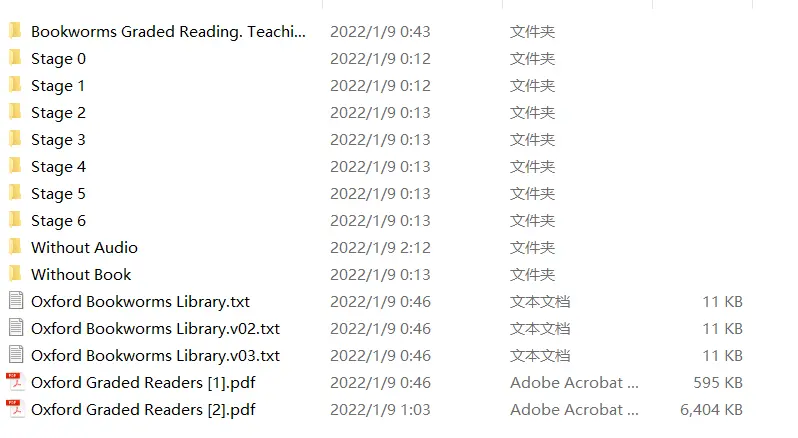 Bookworms Graded Reading. Teachi... 2022/1/9 0:43 文件夹
Stage 0 2022/1/9 0:12 文件夹
Stage 1 2022/1/9 0:12 文件夹
Stage 2 2022/1/9 0:13 文件夹
Stage 3 2022/1/9 0:13 文件夹
Stage 4 2022/1/9 0:13 文件夹
Stage 5 2022/1/9 0:13 文件夹
Stage 6 2022/1/9 0:13 文件夹
Without Audio 2022/1/9 2:12 文件夹
Without Book 2022/1/9 0:13 文件夹
Oxford Bookworms Library.txt 2022/1/9 0:46 文本文档 11 KB
Oxford Bookworms Library.v02.txt 2022/1/9 0:46 文本文档 11 KB
Oxford Bookworms Library.v03.txt 2022/1/9 0:46 文本文档 11 KB
Oxford Graded Readers [1].pdf 2022/1/9 0:46 Adobe Acrobat ... 595 KB
Oxford Graded Readers [2].pdf 2022/1/9 1:03 Adobe Acrobat ... 6,404 KB